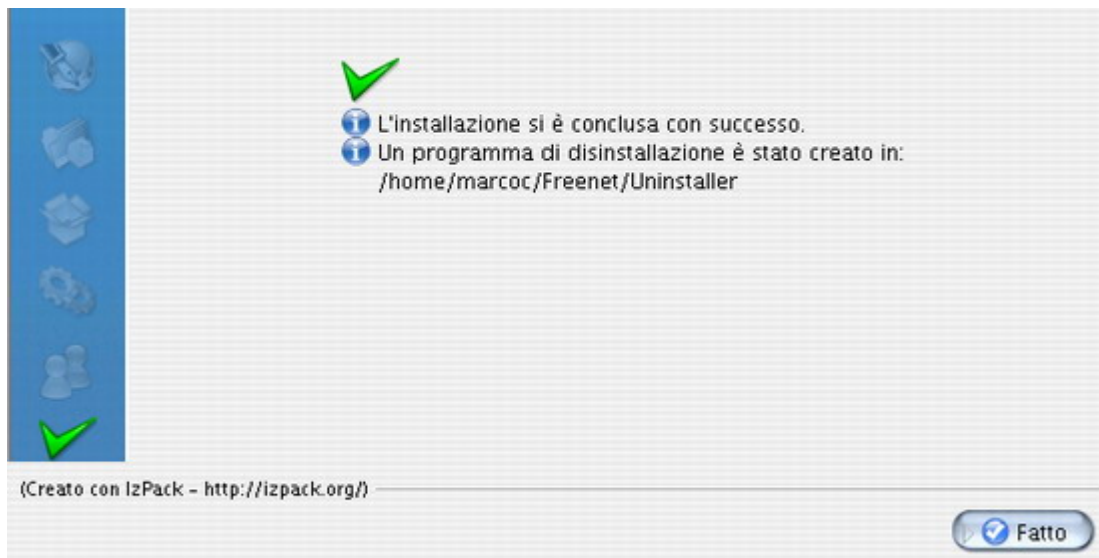 L'installazione si è conclusa con successo.
Un programma di disinstallazione è stato creato in:
/home/marcoc/Freenet/Uninstaller
(Creato con IzPack - http://izpack.org/)
Fatto